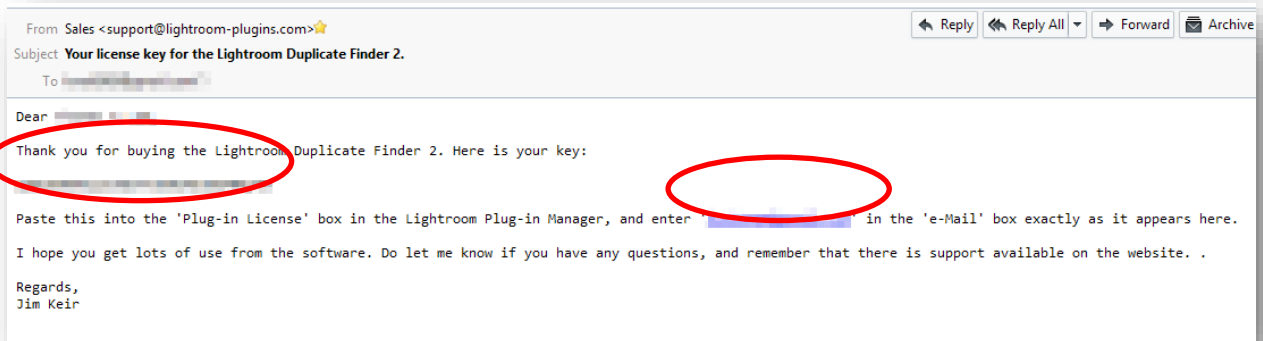 From Sales <support@lightroom-plugins.com>
Reply
Reply All
Forward
Archive
Subject Your license key for the Lightroom Duplicate Finder 2.
To
Dear
Thank you for buying the Lightroom Duplicate Finder 2. Here is your key:
Paste this into the 'Plug-in License' box in the Lightroom Plug-in Manager, and enter ' ' in the 'e-Mail' box exactly as it appears here.
I hope you get lots of use from the software. Do let me know if you have any questions, and remember that there is support available on the website. .
Regards,
Jim Keir